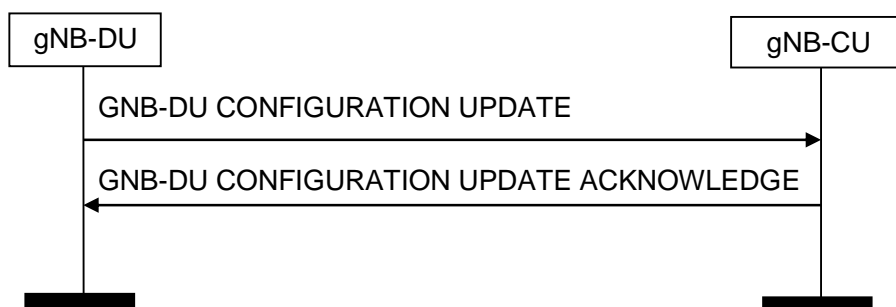 gNB-DU
gNB-CU
GNB-DU CONFIGURATION UPDATE
GNB-DU CONFIGURATION UPDATE ACKNOWLEDGE